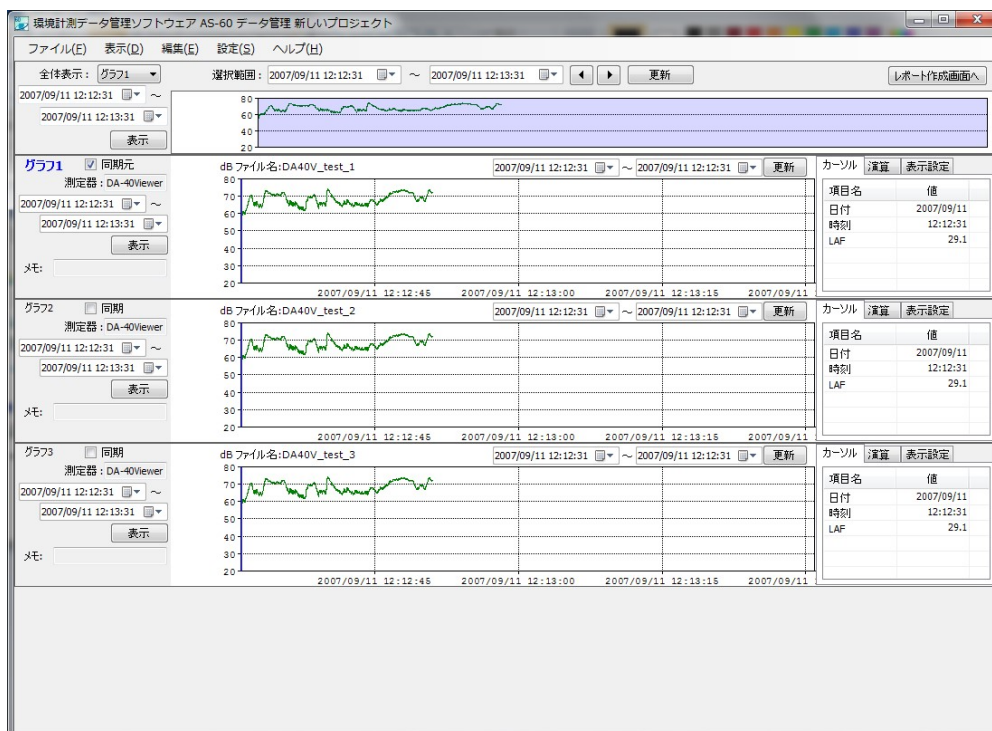 環境計測データ管理ソフトウェア AS-60 データ管理 新しいプロジェクト
ファイル(F) 表示(D) 編集(E) 設定(S) ヘルプ(H)
全体表示： グラフ1 選択範囲： 2007/09/11 12:12:31 ～ 2007/09/11 12:13:31 更新 レポート作成画面へ
2007/09/11 12:12:31 ～
2007/09/11 12:13:31
表示
80
60
40
20
グラフ1 同期元
測定器：DA-40Viewer
2007/09/11 12:12:31 ～
2007/09/11 12:13:31
表示
メモ:
dB ファイル名:DA40V_test_1 2007/09/11 12:12:31 ～ 2007/09/11 12:12:31 更新
80
70
60
50
40
30
20
2007/09/11 12:12:45 2007/09/11 12:13:00 2007/09/11 12:13:15 2007/09/11
カーソル 演算 表示設定
項目名 値
日付 2007/09/11
時刻 12:12:31
LAF 29.1
グラフ2 同期
測定器：DA-40Viewer
2007/09/11 12:12:31 ～
2007/09/11 12:13:31
表示
メモ:
dB ファイル名:DA40V_test_2 2007/09/11 12:12:31 ～ 2007/09/11 12:12:31 更新
80
70
60
50
40
30
20
2007/09/11 12:12:45 2007/09/11 12:13:00 2007/09/11 12:13:15 2007/09/11
カーソル 演算 表示設定
項目名 値
日付 2007/09/11
時刻 12:12:31
LAF 29.1
グラフ3 同期
測定器：DA-40Viewer
2007/09/11 12:12:31 ～
2007/09/11 12:13:31
表示
メモ:
dB ファイル名:DA40V_test_3 2007/09/11 12:12:31 ～ 2007/09/11 12:12:31 更新
80
70
60
50
40
30
20
2007/09/11 12:12:45 2007/09/11 12:13:00 2007/09/11 12:13:15 2007/09/11
カーソル 演算 表示設定
項目名 値
日付 2007/09/11
時刻 12:12:31
LAF 29.1